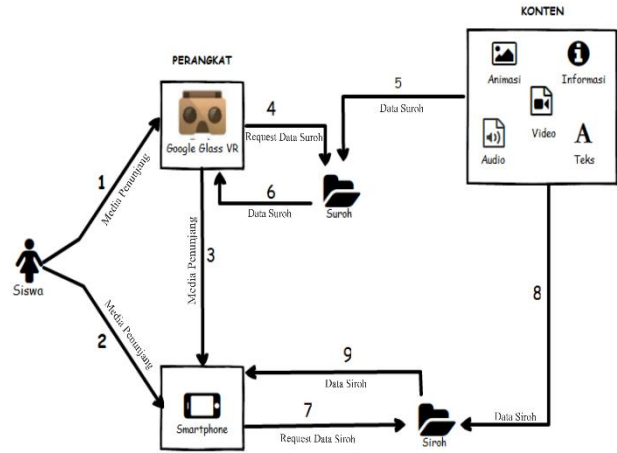 KONTEN
PERANGKAT
Animasi
Informasi
Video
Audio
A
Teks
5
Data Suroh
4
Request Data Suroh
Google Glass VR
6
Data Suroh
Suroh
1
Media Penunjang
3
Media Penunjang
Siswa
2
Media Penunjang
8
9
Data Siroh
7
Request Data Siroh
Smartphone
Siroh
Data Siroh